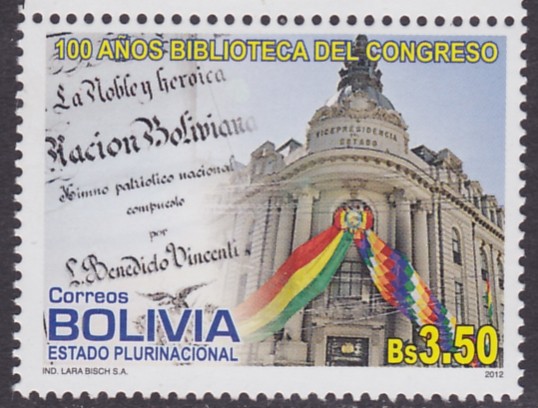 100 AÑOS BIBLIOTECA DEL CONGRESO
La Noble y heroica
Nacion Boliviana
Himno patriótico nacional
compuesto
por
L. Benedicto Vincenti
VICEPRESIDENCIA
ESTADO
Correos
BOLIVIA
ESTADO PLURINACIONAL
Bs3.50
IND. LARA BISCH S.A.
2012